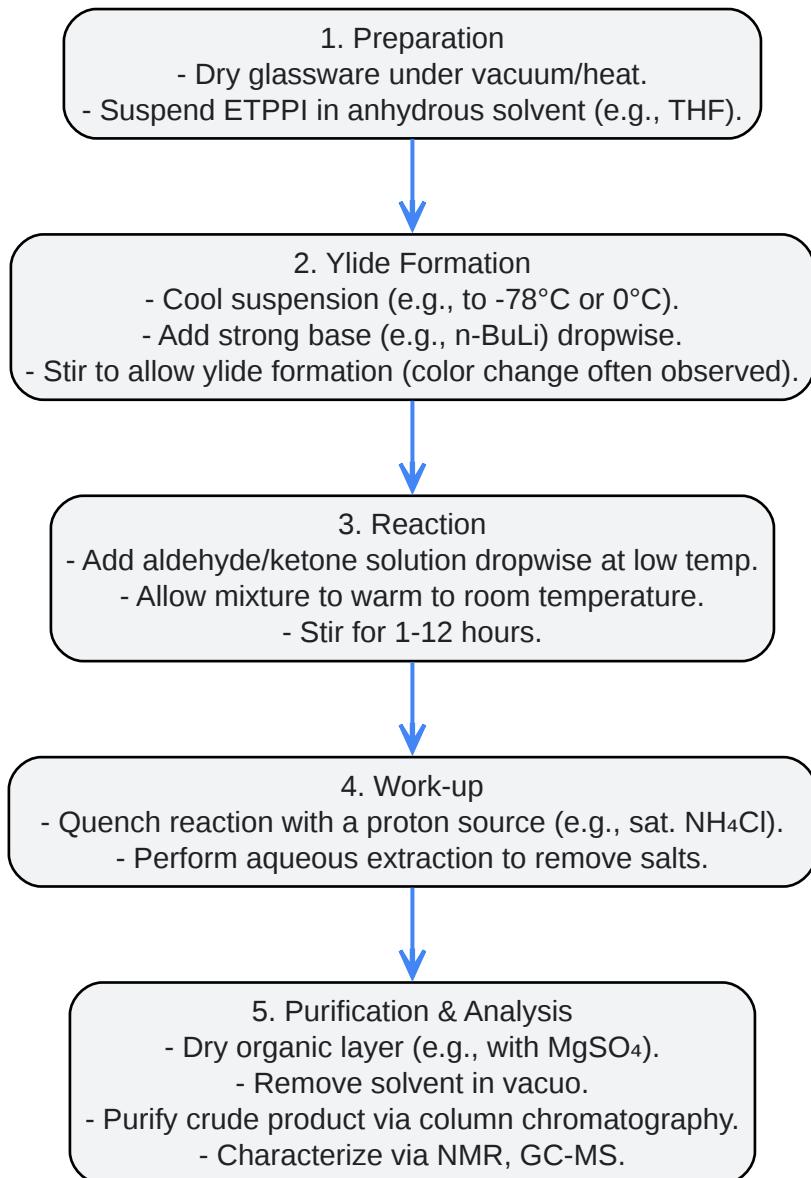 1. Preparation
- Dry glassware under vacuum/heat.
- Suspend ETPPI in anhydrous solvent (e.g., THF).
2. Ylide Formation
- Cool suspension (e.g., to -78°C or 0°C).
- Add strong base (e.g., n-BuLi) dropwise.
- Stir to allow ylide formation (color change often observed).
3. Reaction
- Add aldehyde/ketone solution dropwise at low temp.
- Allow mixture to warm to room temperature.
- Stir for 1-12 hours.
4. Work-up
- Quench reaction with a proton source (e.g., sat. NH₄Cl).
- Perform aqueous extraction to remove salts.
5. Purification & Analysis
- Dry organic layer (e.g., with MgSO₄).
- Remove solvent in vacuo.
- Purify crude product via column chromatography.
- Characterize via NMR, GC-MS.